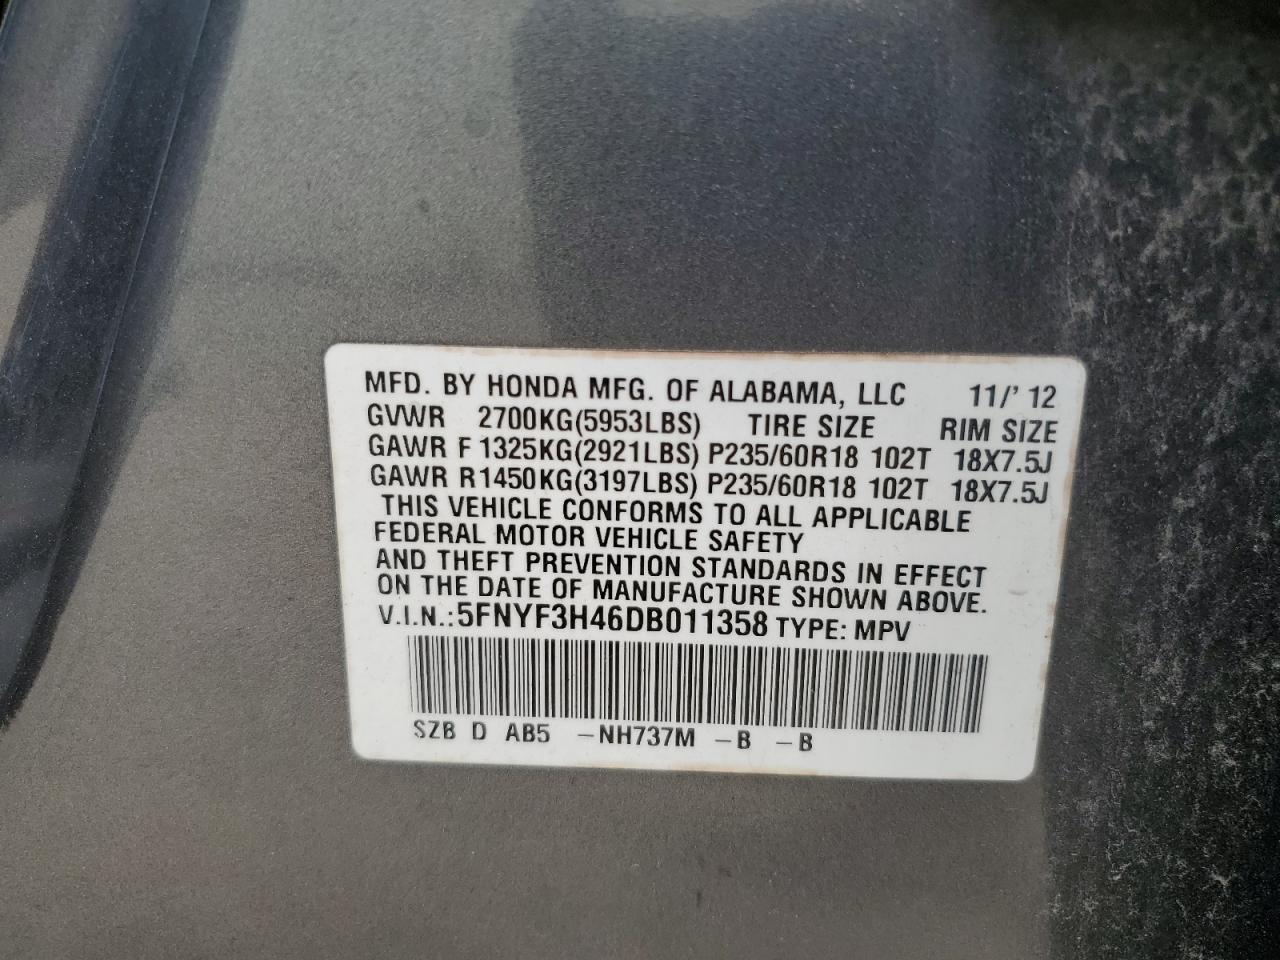 MFD. BY HONDA MFG. OF ALABAMA, LLC 11/' 12
GVWR 2700KG(5953LBS) TIRE SIZE RIM SIZE
GAWR F 1325KG(2921LBS) P235/60R18 102T 18X7.5J
GAWR R1450KG(3197LBS) P235/60R18 102T 18X7.5J
THIS VEHICLE CONFORMS TO ALL APPLICABLE
FEDERAL MOTOR VEHICLE SAFETY
AND THEFT PREVENTION STANDARDS IN EFFECT
ON THE DATE OF MANUFACTURE SHOWN ABOVE.
V.I.N.:5FNYF3H46DB011358 TYPE: MPV
SZB D AB5 -NH737M -B -B